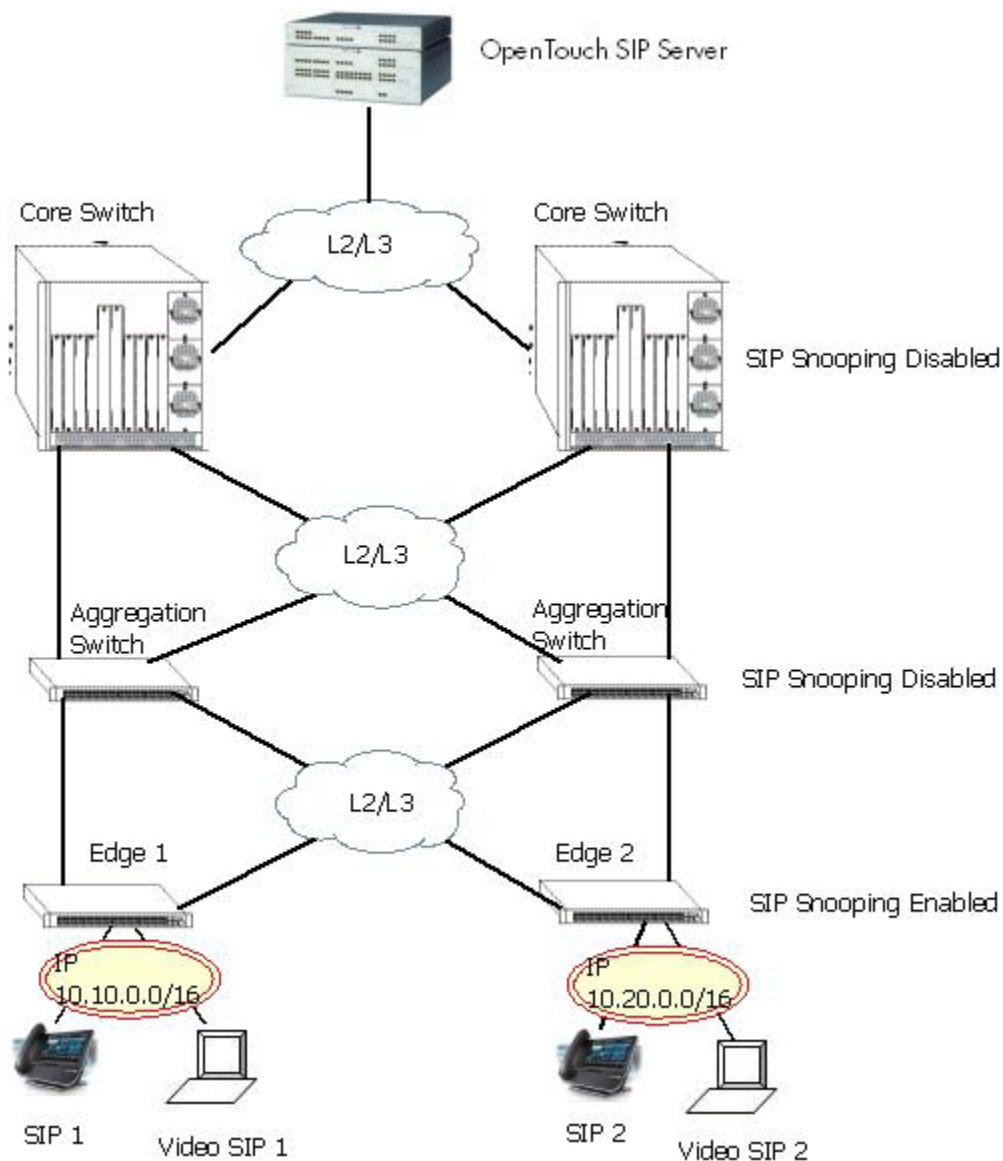 OpenTouch SIP Server
Core Switch
Core Switch
L2/L3
SIP Snooping Disabled
L2/L3
Aggregation
Switch
Aggregation
Switch
SIP Snooping Disabled
L2/L3
Edge 1
Edge 2
SIP Snooping Enabled
IP
10.10.0.0/16
IP
10.20.0.0/16
SIP 1
Video SIP 1
SIP 2
Video SIP 2